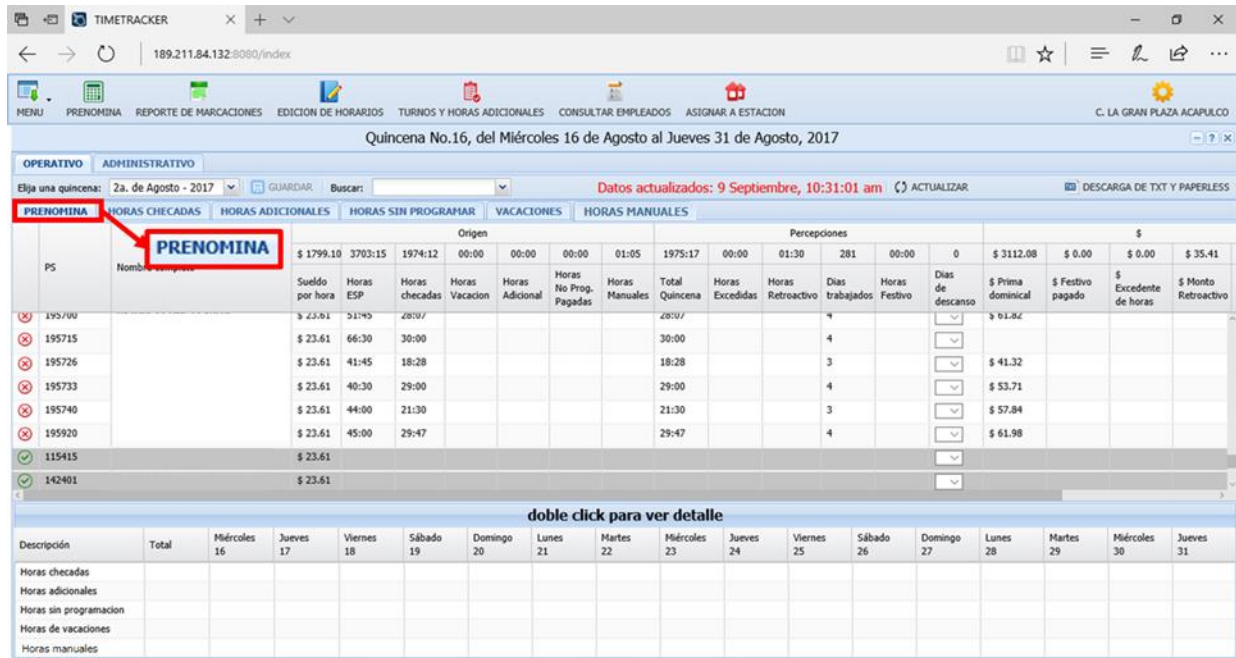 TIMETRACKER
189.211.84.132:8080/index
MENU PRENOMINA REPORTE DE MARCACIONES EDICION DE HORARIOS TURNOS Y HORAS ADICIONALES CONSULTAR EMPLEADOS ASIGNAR A ESTACION C. LA GRAN PLAZA ACAPULCO
Quincena No.16, del Miércoles 16 de Agosto al Jueves 31 de Agosto, 2017
OPERATIVO ADMINISTRATIVO
Elija una quincena: 2a. de Agosto - 2017 GUARDAR Buscar: Datos actualizados: 9 Septiembre, 10:31:01 am ACTUALIZAR DESCARGA DE TXT Y PAPERLESS
PRENOMINA HORAS CHECADAS HORAS ADICIONALES HORAS SIN PROGRAMAR VACACIONES HORAS MANUALES
PRENOMINA
Origen Percepciones $
$ 1799.10 3703:15 1974:12 00:00 00:00 00:00 01:05 1975:17 00:00 01:30 281 00:00 0 $ 3112.08 $ 0.00 $ 0.00 $ 35.41
PS Sueldo por hora Horas ESP Horas checadas Horas Vacacion Horas Adicional Horas No Prog. Pagadas Horas Manuales Total Quincena Horas Excedidas Horas Retroactivo Dias trabajados Horas Festivo Dias de descanso $ Prima dominical $ Festivo pagado $ Excedente de horas $ Monto Retroactivo
195700 $ 23.61 51:45 28:07 28:07 4 $ 61.82
195715 $ 23.61 66:30 30:00 30:00 4
195726 $ 23.61 41:45 18:28 18:28 3 $ 41.32
195733 $ 23.61 40:30 29:00 29:00 4 $ 53.71
195740 $ 23.61 44:00 21:30 21:30 3 $ 57.84
195920 $ 23.61 45:00 29:47 29:47 4 $ 61.98
115415 $ 23.61
142401 $ 23.61
doble click para ver detalle
Descripción Total Miércoles 16 Jueves 17 Viernes 18 Sábado 19 Domingo 20 Lunes 21 Martes 22 Miércoles 23 Jueves 24 Viernes 25 Sábado 26 Domingo 27 Lunes 28 Martes 29 Miércoles 30 Jueves 31
Horas checadas
Horas adicionales
Horas sin programacion
Horas de vacaciones
Horas manuales